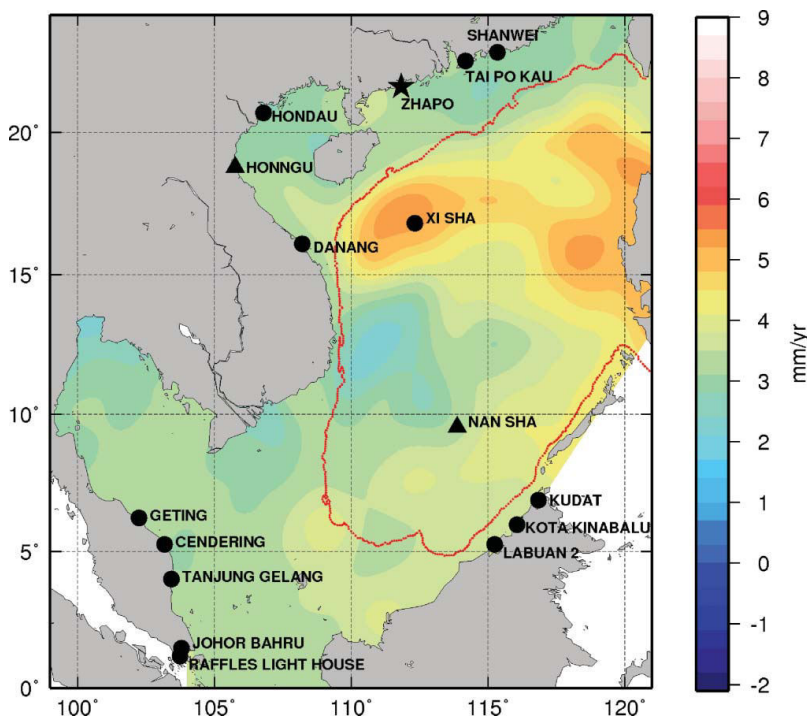 SHANWEI
TAI PO KAU
ZHAPO
HONDAU
HONNGU
XI SHA
DANANG
NAN SHA
KUDAT
GETING
KOTA KINABALU
CENDERING
LABUAN 2
TANJUNG GELANG
JOHOR BAHRU
RAFFLES LIGHT HOUSE
20˚
15˚
10˚
5˚
0˚
100˚
105˚
110˚
115˚
120˚
9
8
7
6
5
4
3
2
1
0
-1
-2
mm/yr